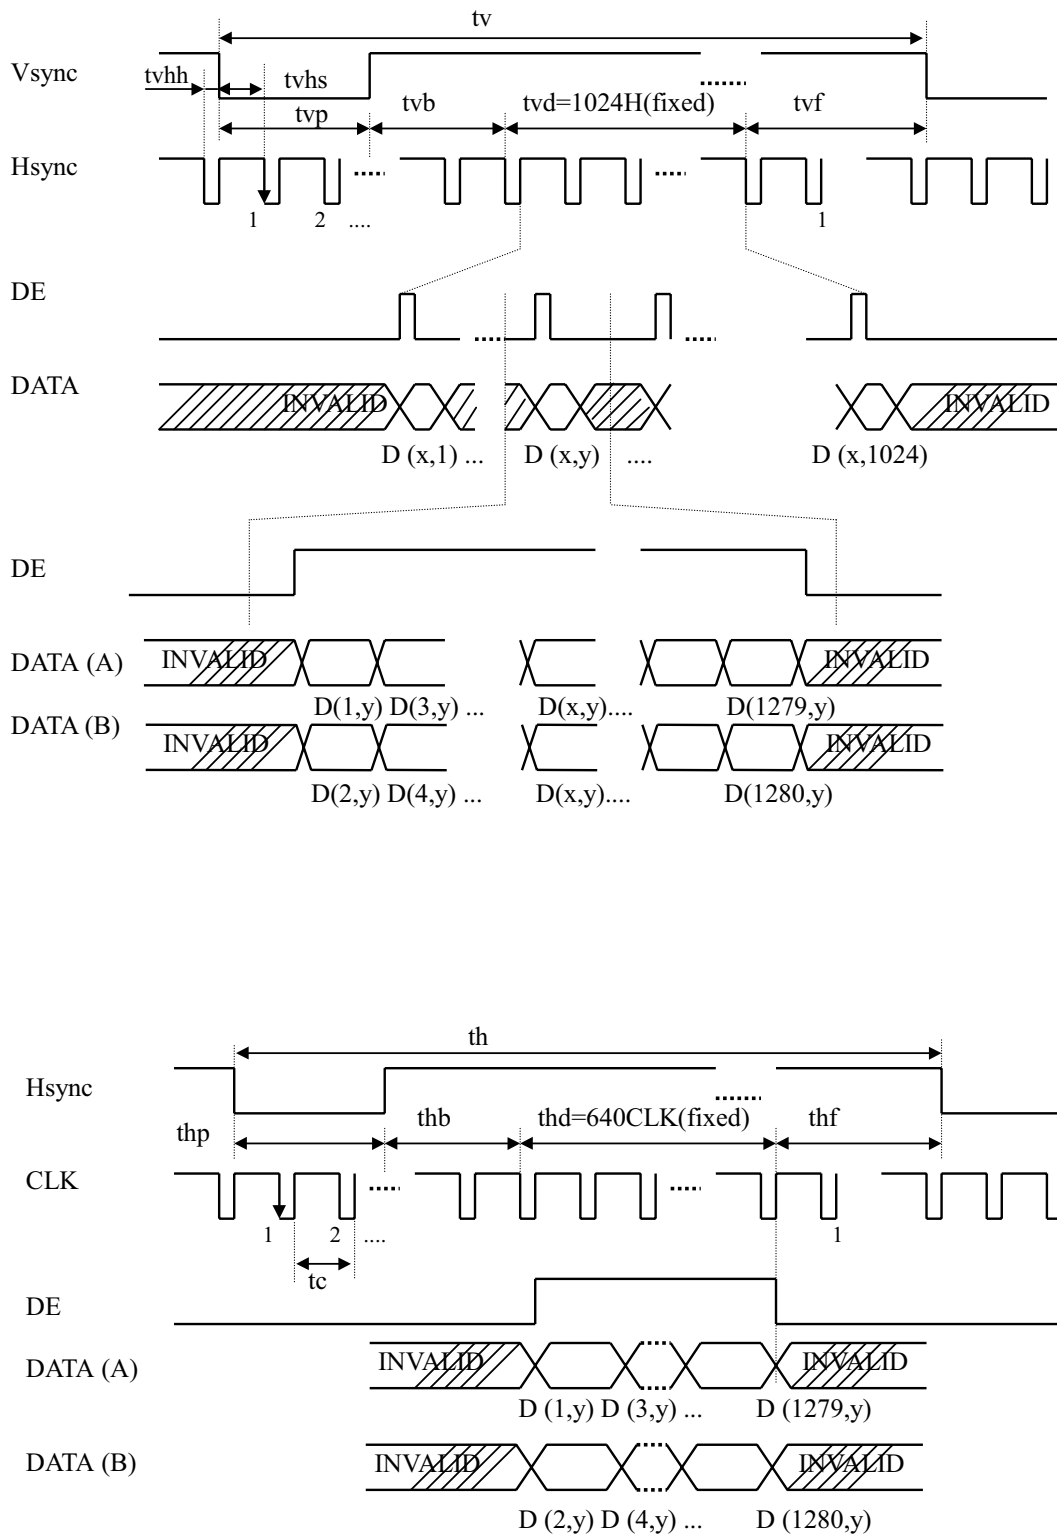 tv
Vsync
tvhh
tvhs
tvp
tvb
tvd=1024H(fixed)
tvf
Hsync
1 2 .... 1
DE
DATA
INVALID INVALID
D (x,1) ... D (x,y) .... D (x,1024)
DE
DATA (A)
INVALID INVALID
D(1,y) D(3,y) ... D(x,y).... D(1279,y)
DATA (B)
INVALID INVALID
D(2,y) D(4,y) ... D(x,y).... D(1280,y)
th
Hsync
thp
thb
thd=640CLK(fixed)
thf
CLK
1 2 .... 1
tc
DE
DATA (A)
INVALID INVALID
D (1,y) D (3,y) ... D (1279,y)
DATA (B)
INVALID INVALID
D (2,y) D (4,y) ... D (1280,y)